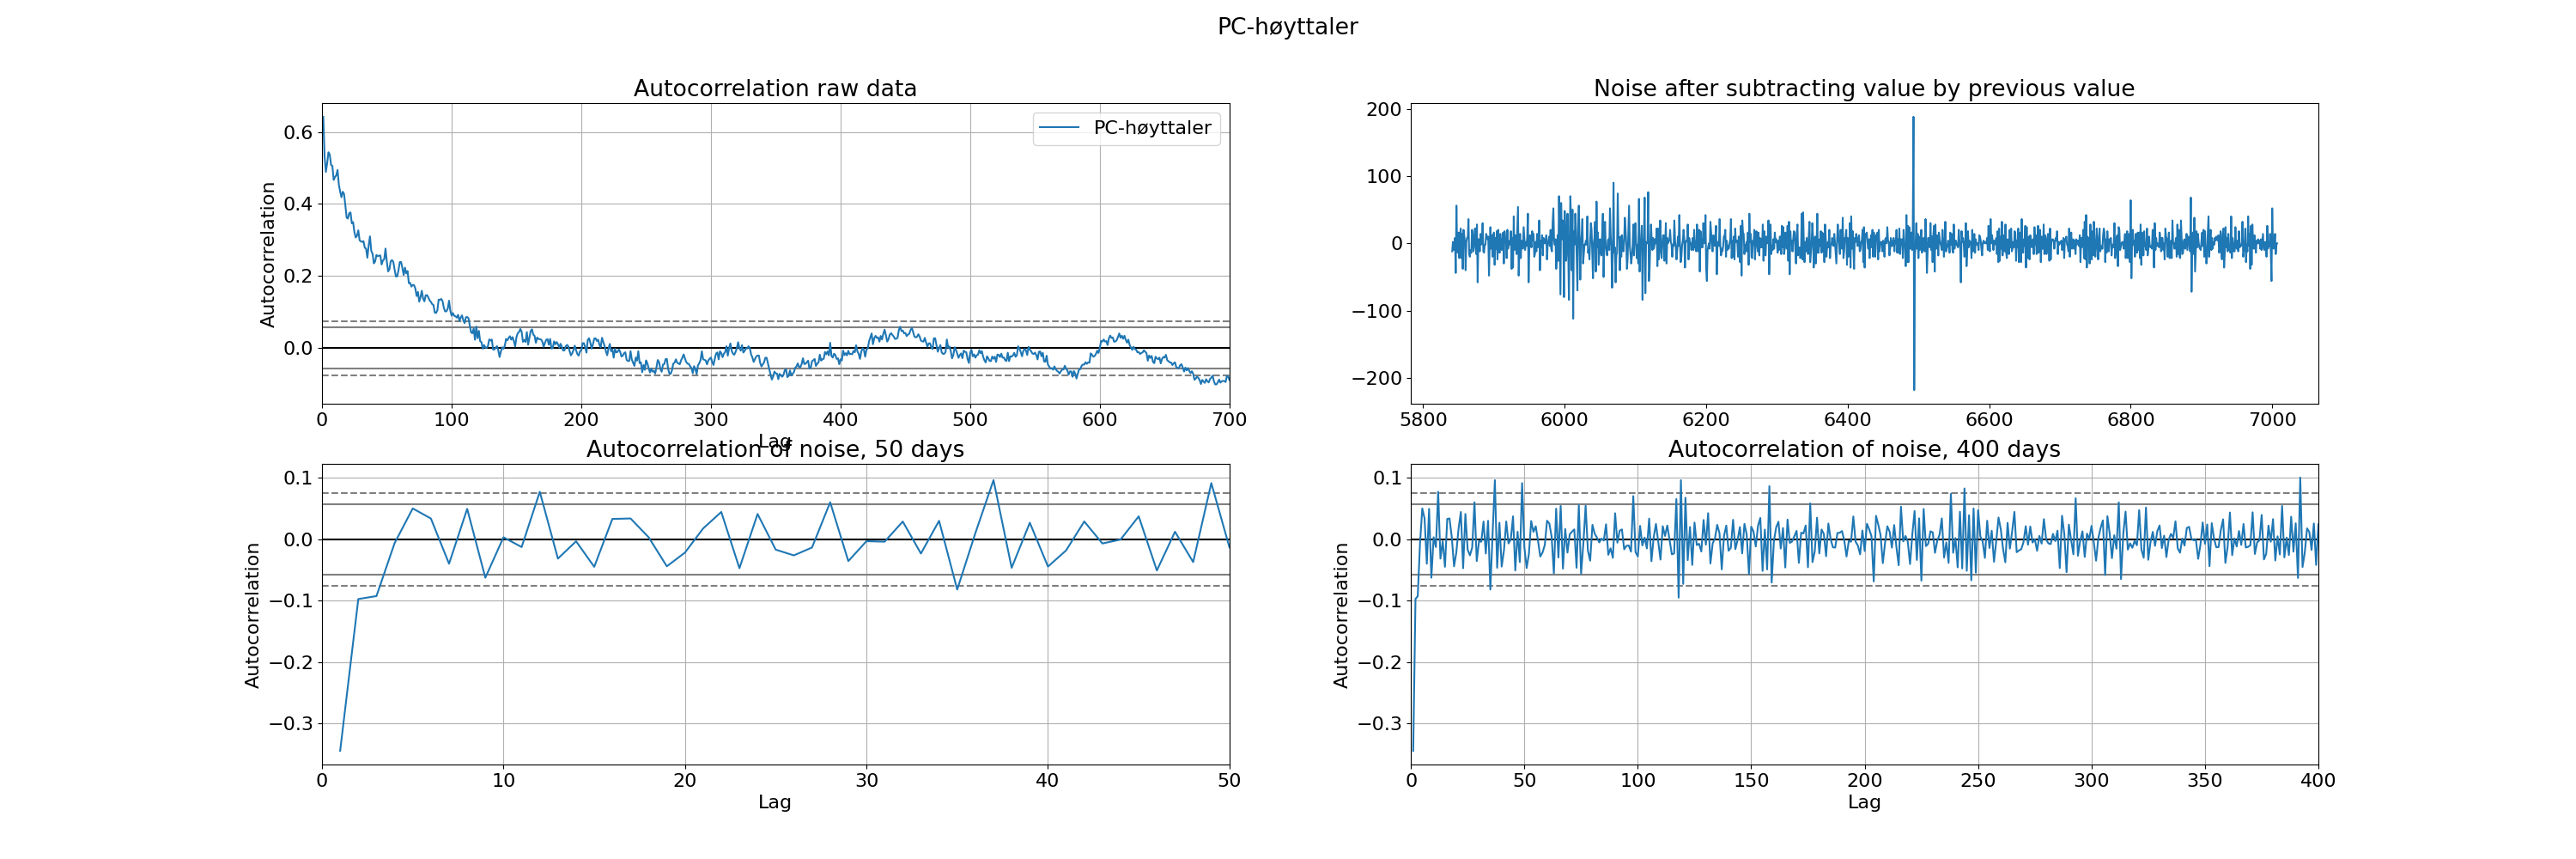 PC-høyttaler
Autocorrelation raw data
Autocorrelation
0.6
0.4
0.2
0.0
PC-høyttaler
0 100 200 300 400 500 600 700
Lag
Noise after subtracting value by previous value
200
100
0
−100
−200
5800 6000 6200 6400 6600 6800 7000
Autocorrelation of noise, 50 days
Autocorrelation
0.1
0.0
−0.1
−0.2
−0.3
0 10 20 30 40 50
Lag
Autocorrelation of noise, 400 days
Autocorrelation
0.1
0.0
−0.1
−0.2
−0.3
0 50 100 150 200 250 300 350 400
Lag